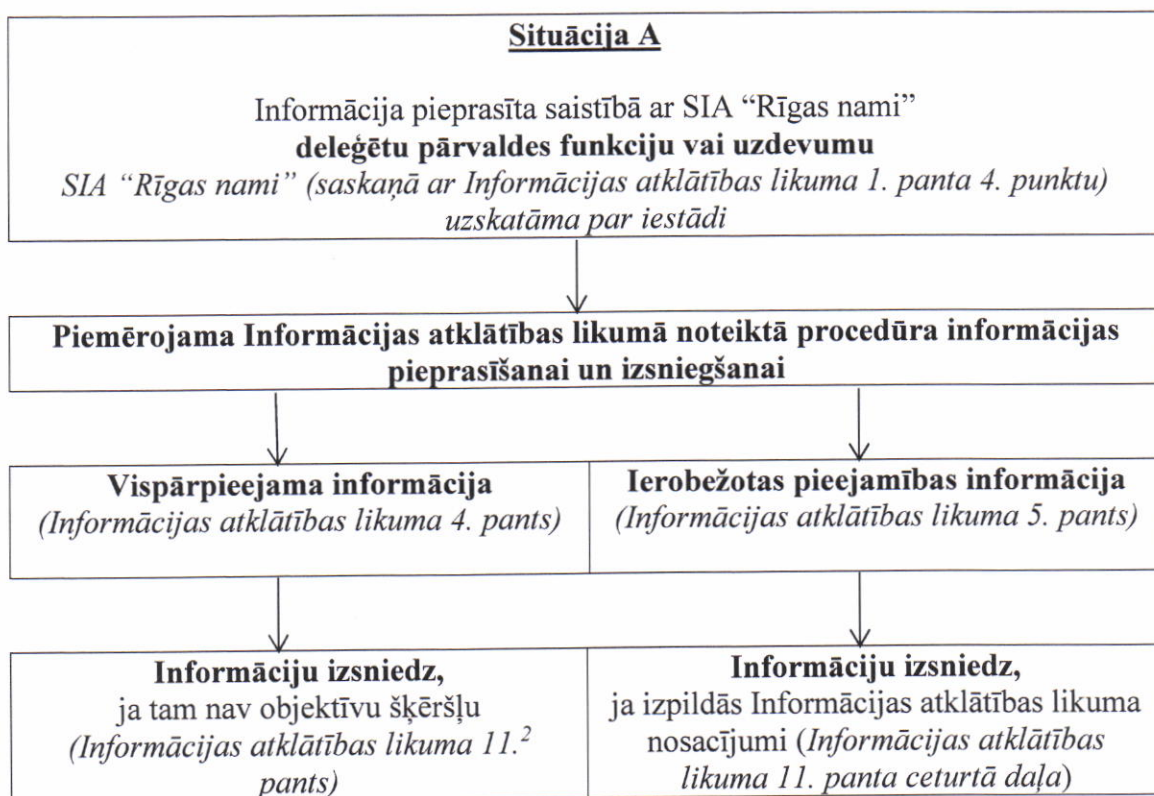 Situācija A
Informācija pieprasīta saistībā ar SIA “Rīgas nami”
deleģētu pārvaldes funkciju vai uzdevumu
SIA “Rīgas nami” (saskaņā ar Informācijas atklātības likuma 1. panta 4. punktu)
uzskatāma par iestādi
Piemērojama Informācijas atklātības likumā noteiktā procedūra informācijas
pieprasīšanai un izsniegšanai
Vispārpieejama informācija
(Informācijas atklātības likuma 4. pants)
Ierobežotas pieejamības informācija
(Informācijas atklātības likuma 5. pants)
Informāciju izsniedz,
ja tam nav objektīvu šķēršļu
(Informācijas atklātības likuma 11.²
pants)
Informāciju izsniedz,
ja izpildās Informācijas atklātības likuma
nosacījumi (Informācijas atklātības
likuma 11. panta ceturtā daļa)